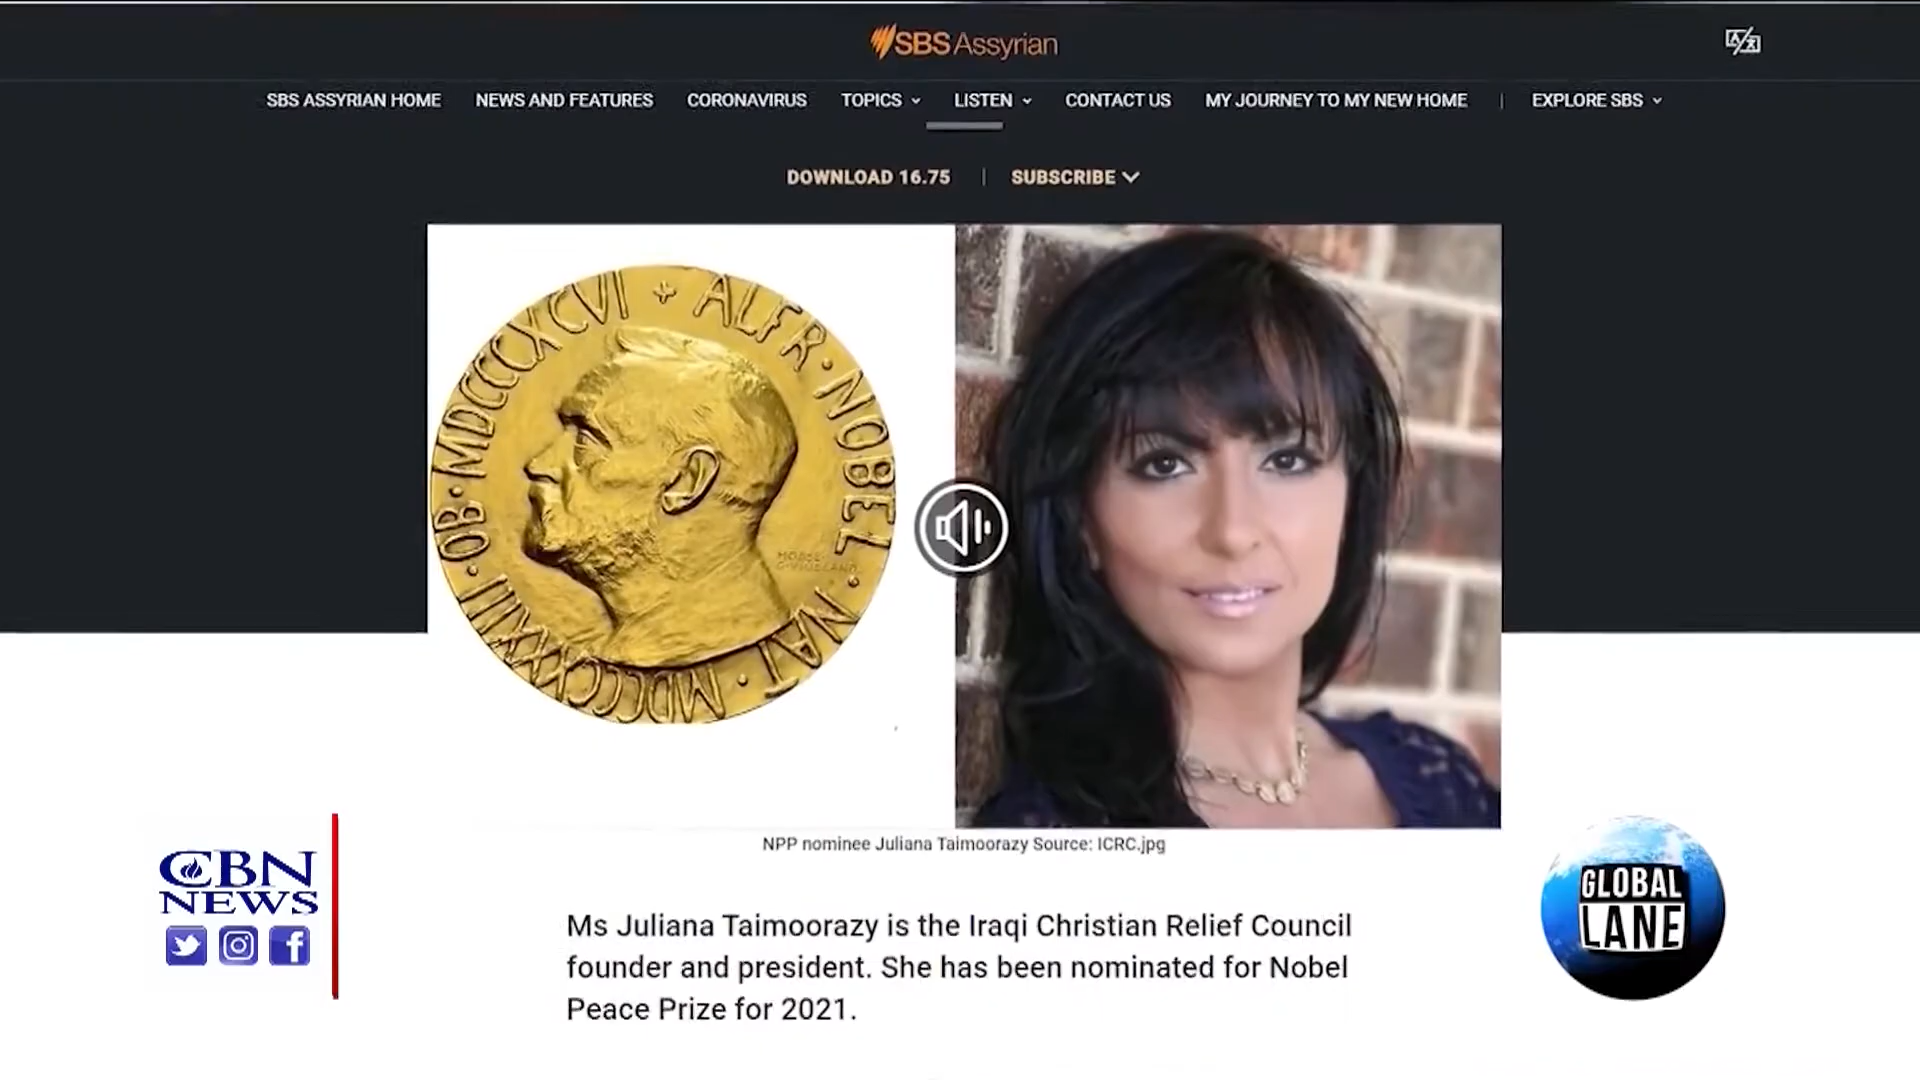 SBS Assyrian
SBS ASSYRIAN HOME NEWS AND FEATURES CORONAVIRUS TOPICS LISTEN CONTACT US MY JOURNEY TO MY NEW HOME | EXPLORE SBS
DOWNLOAD 16.75 | SUBSCRIBE
OB· MDCCCXCVI + ALFR· NOBEL · NAT· MDCCCXXXIII ·
NPP nominee Juliana Taimoorazy Source: ICRC.jpg
Ms Juliana Taimoorazy is the Iraqi Christian Relief Council
founder and president. She has been nominated for Nobel
Peace Prize for 2021.
CBN
NEWS
GLOBAL
LANE